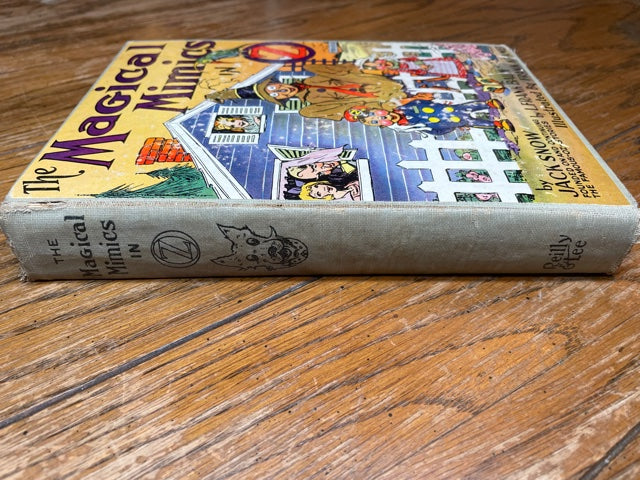 The
Magical
Mimics
IN
OZ
by
JACK SNOW
THE
Magical
Mimics
IN
OZ
Reilly
& Lee